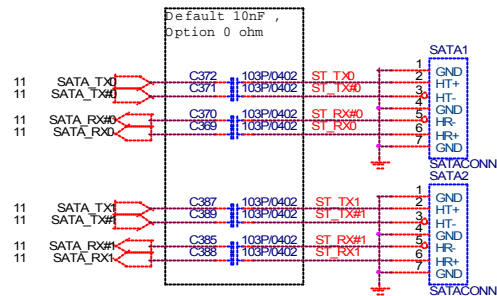 Default 10nF ,
Option 0 ohm
SATA1
1 GND
11 SATA_TX0 C372 103P/0402 ST_TX0 2 HT+
11 SATA_TX#0 C371 103P/0402 ST_TX#0 3 HT-
4 GND
11 SATA_RX#0 C370 103P/0402 ST_RX#0 5 HR-
11 SATA_RX0 C369 103P/0402 ST_RX0 6 HR+
7 GND
SATACONN
SATA2
1 GND
11 SATA_TX1 C387 103P/0402 ST_TX1 2 HT+
11 SATA_TX#1 C389 103P/0402 ST_TX#1 3 HT-
4 GND
11 SATA_RX#1 C385 103P/0402 ST_RX#1 5 HR-
11 SATA_RX1 C388 103P/0402 ST_RX1 6 HR+
7 GND
SATACONN